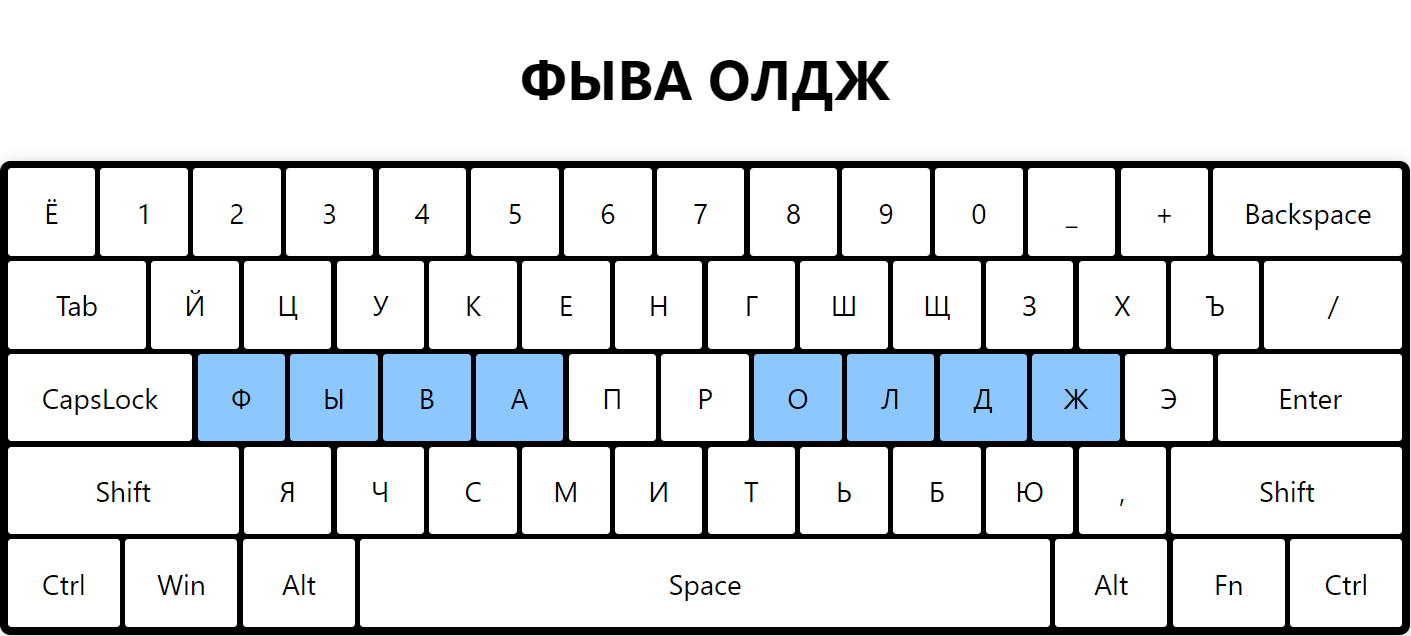 ФЫВА ОЛДЖ
Ё 1 2 3 4 5 6 7 8 9 0 _ + Backspace
Tab Й Ц У К Е Н Г Ш Щ З Х Ъ /
CapsLock Ф Ы В А П Р О Л Д Ж Э Enter
Shift Я Ч С М И Т Ь Б Ю , Shift
Ctrl Win Alt Space Alt Fn Ctrl